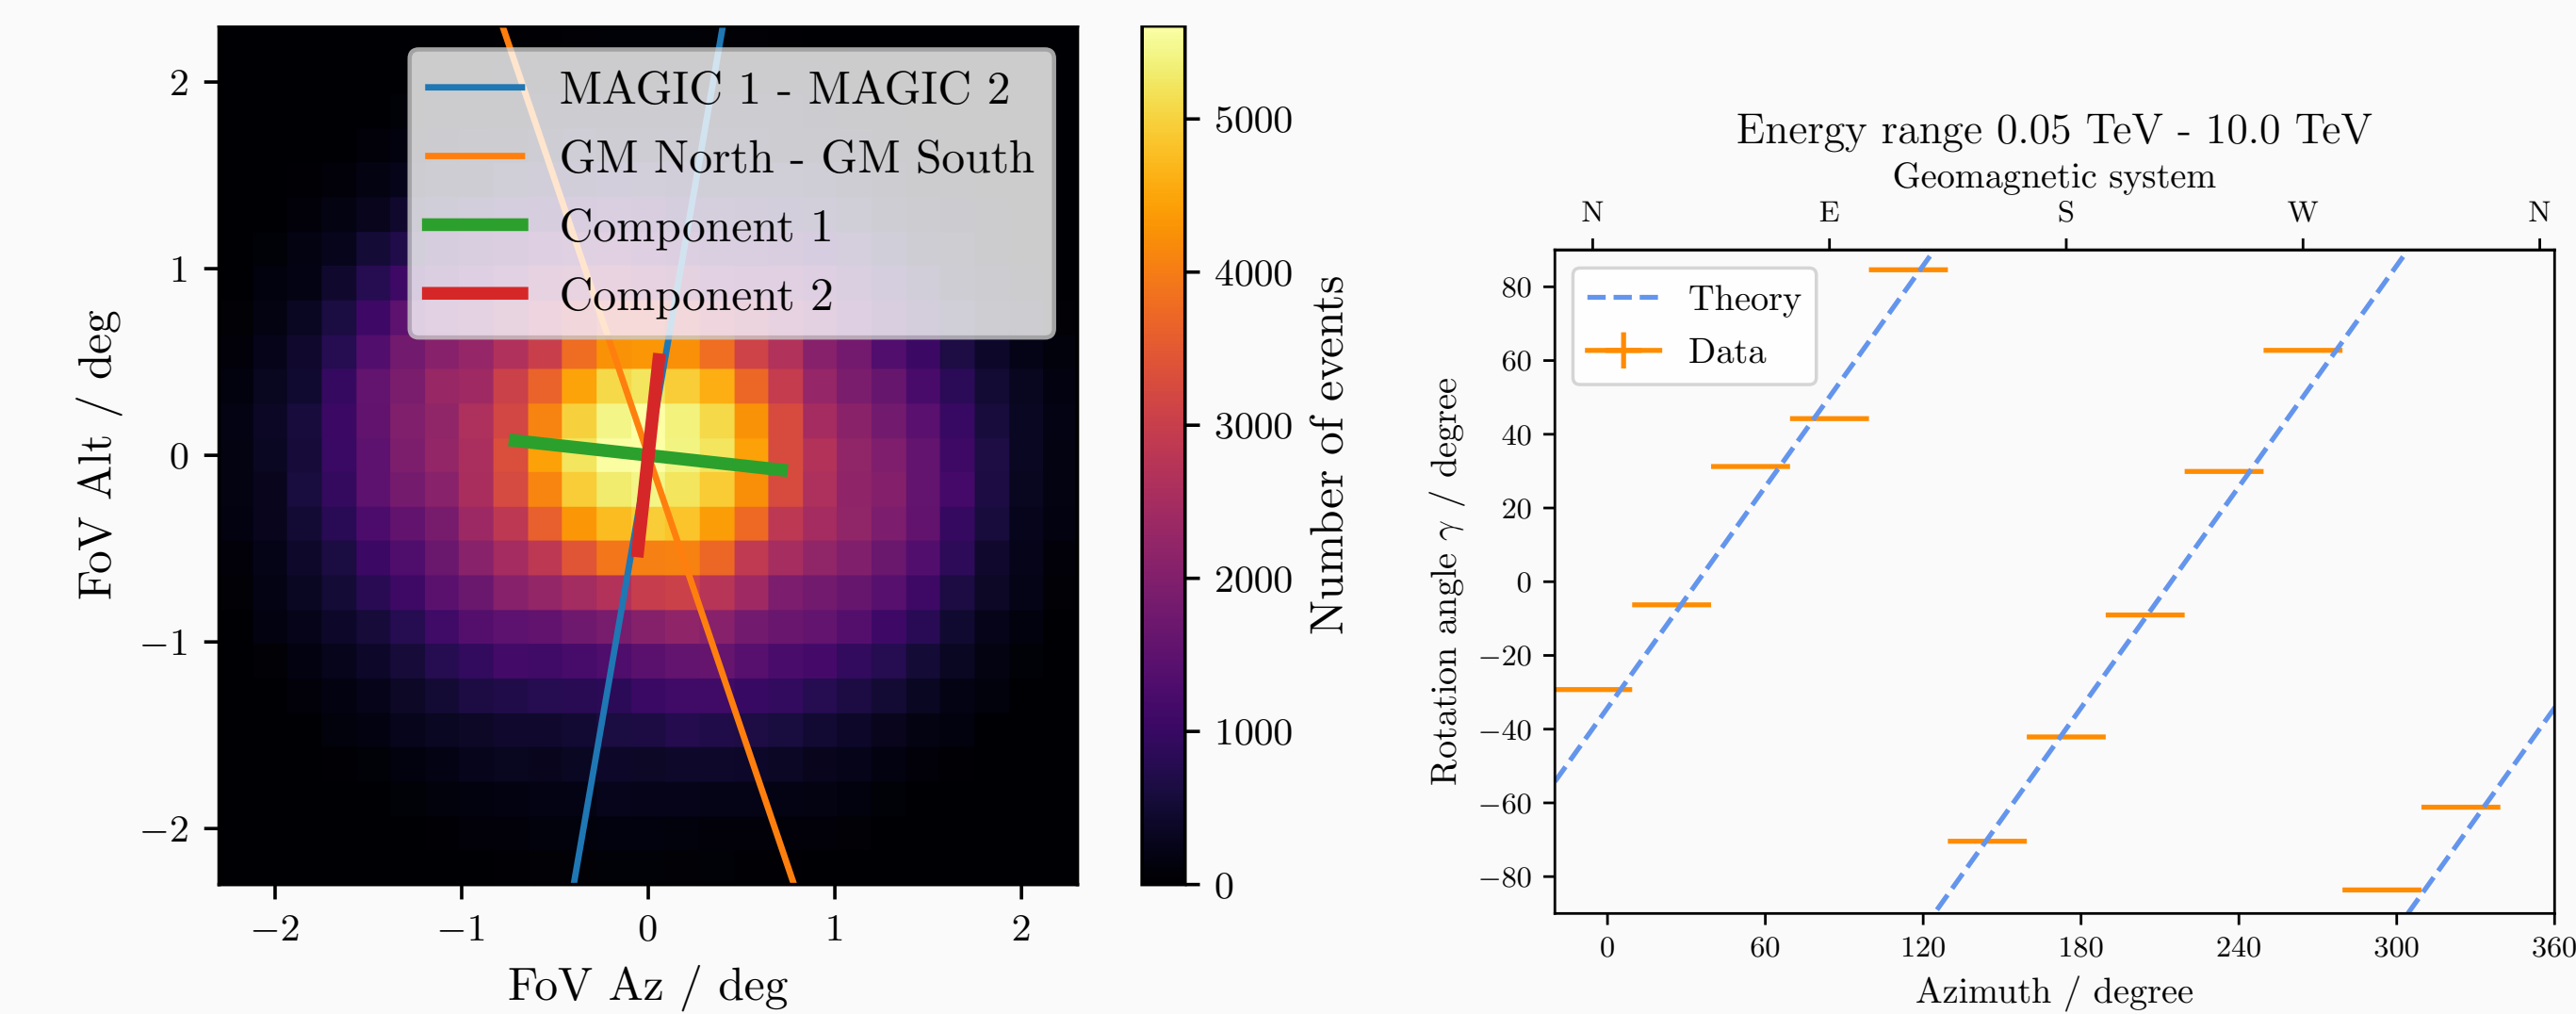 MAGIC 1 - MAGIC 2
GM North - GM South
Component 1
Component 2
2
1
0
−1
−2
FoV Alt / deg
−2 −1 0 1 2
FoV Az / deg
5000
4000
3000
2000
1000
0
Number of events
Energy range 0.05 TeV - 10.0 TeV
Geomagnetic system
N E S W N
Theory
Data
80
60
40
20
0
−20
−40
−60
−80
Rotation angle γ / degree
0 60 120 180 240 300 360
Azimuth / degree